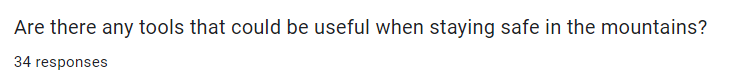 Are there any tools that could be useful when staying safe in the mountains?
34 responses